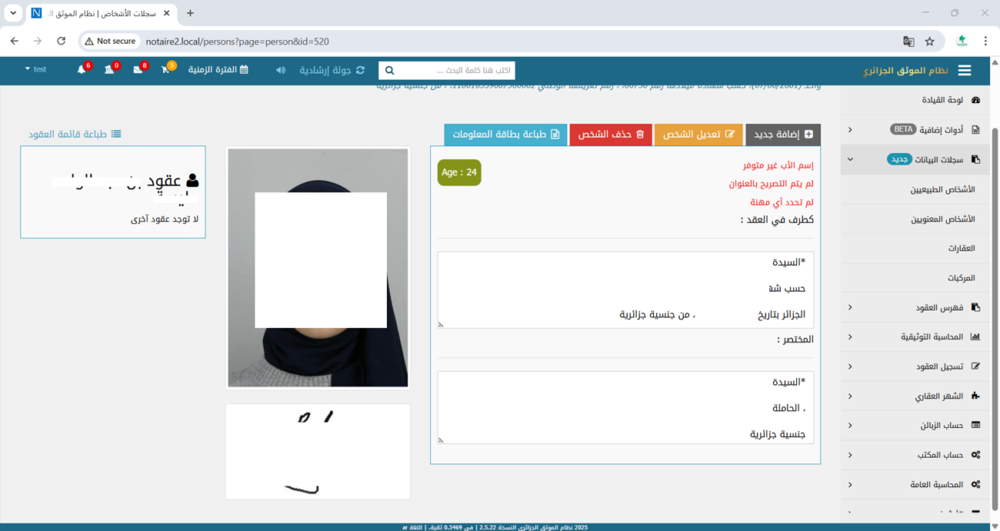 سجلات الأشخاص | نظام الموثق
Not secure
notaire2.local/persons?page=person&id=520
نظام الموثق الجزائري
اكتب هنا كلمة البحث ...
جولة إرشادية
الفترة الزمنية
5
8
0
6
test
لوحة القيادة
أدوات إضافية BETA
سجلات البيانات جديد
الأشخاص الطبيعيين
الأشخاص المعنويين
العقارات
المركبات
فهرس العقود
المحاسبة التوثيقية
تسجيل العقود
الشهر العقاري
حساب الزبائن
حساب المكتب
المحاسبة العامة
إضافة جديد
تعديل الشخص
حذف الشخص
طباعة بطاقة المعلومات
إسم الأب غير متوفر
Age : 24
لم يتم التصريح بالعنوان
لم تحدد أي مهنة
كطرف في العقد :
*السيدة
حسب
الجزائر بتاريخ ، من جنسية جزائرية
المختصر :
*السيدة
، الحاملة
جنسية جزائرية
طباعة قائمة العقود
عقود
لا توجد عقود آخرى
2025 نظام الموثق الجزائري النسخة 2.5.22 | في 0.3469 ثانية. | اللغة ar